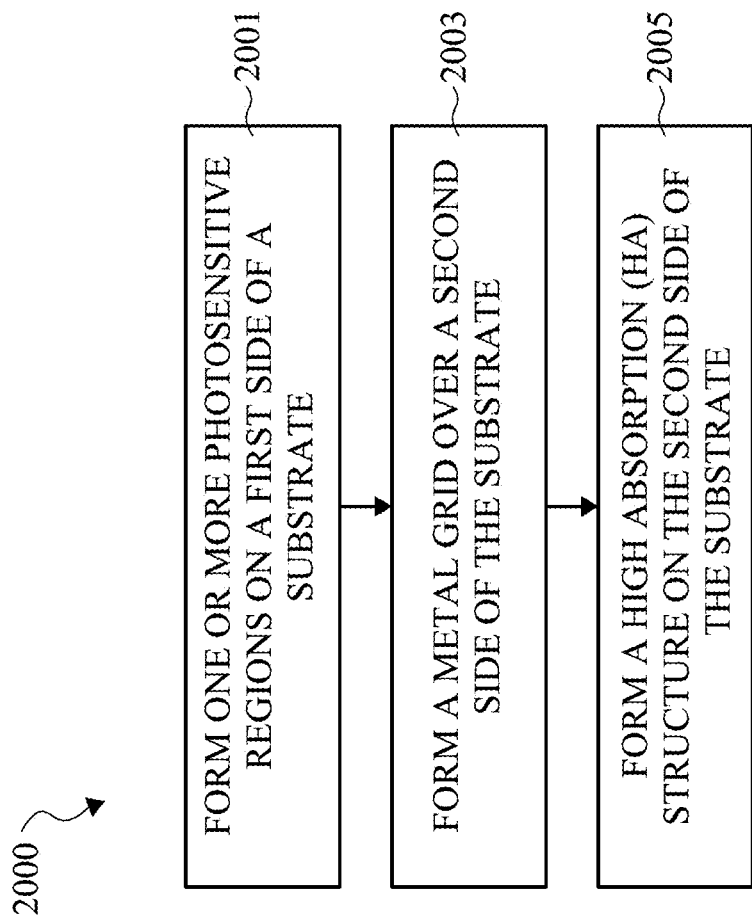 2000
FORM ONE OR MORE PHOTOSENSITIVE
REGIONS ON A FIRST SIDE OF A
SUBSTRATE
2001
FORM A METAL GRID OVER A SECOND
SIDE OF THE SUBSTRATE
2003
FORM A HIGH ABSORPTION (HA)
STRUCTURE ON THE SECOND SIDE OF
THE SUBSTRATE
2005